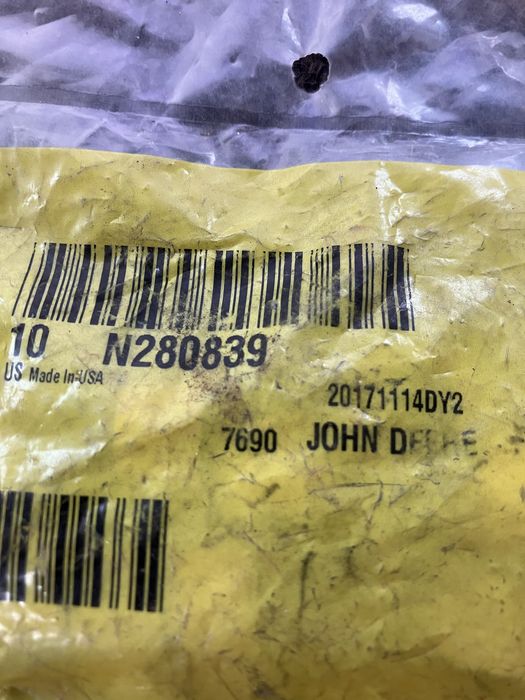 10 N280839
US Made In USA
20171114DY2
7690 JOHN DEERE